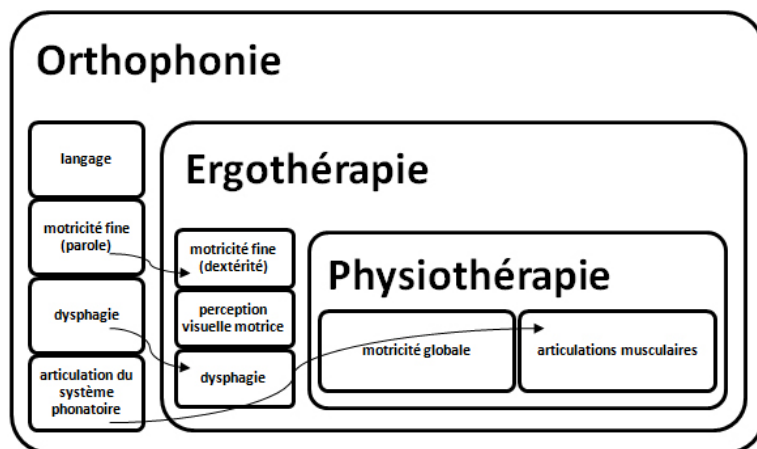 Orthophonie
langage
motricité fine
(parole)
dysphagie
articulation du
système
phonatoire
Ergothérapie
motricité fine
(dextérité)
perception
visuelle motrice
dysphagie
Physiothérapie
motricité globale
articulations musculaires